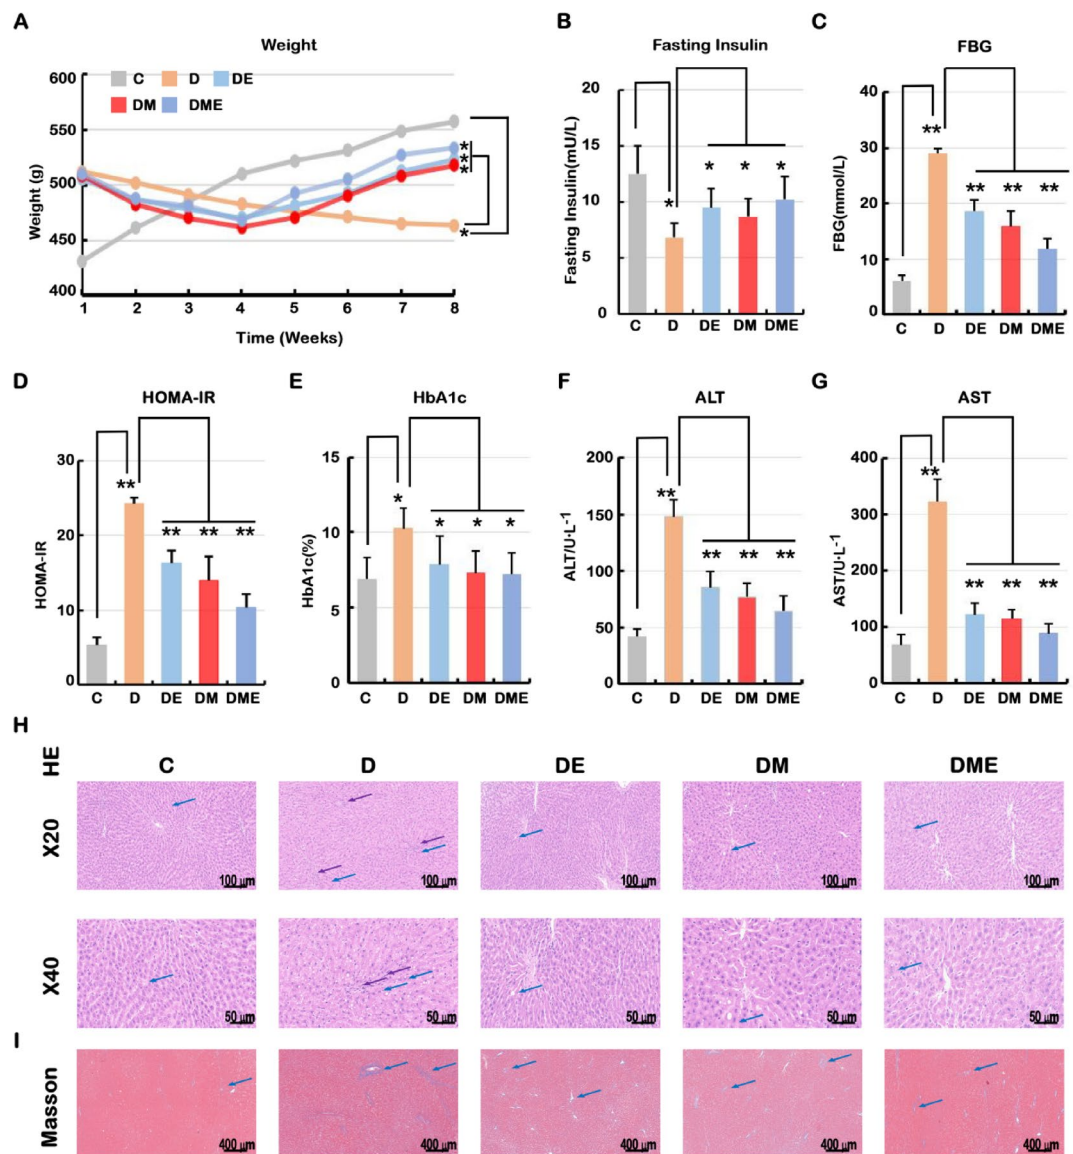 A
Weight
600
550
500
450
400
Weight (g)
C D DE
DM DME
*
*
*
*
1 2 3 4 5 6 7 8
Time (Weeks)
B
Fasting Insulin
20
15
10
5
0
Fasting Insulin(mU/L)
* * * *
C D DE DM DME
C
FBG
40
30
20
10
0
FBG(mmol/L)
** ** ** **
C D DE DM DME
D
HOMA-IR
30
20
10
0
HOMA-IR
** ** ** **
C D DE DM DME
E
HbA1c
15
10
5
0
HbA1c(%)
* * * *
C D DE DM DME
F
ALT
200
150
100
50
0
ALT/U·L-1
** ** ** **
C D DE DM DME
G
AST
400
300
200
100
0
AST/U·L-1
** ** ** **
C D DE DM DME
H
HE C D DE DM DME
X20
100 μm 100 μm 100 μm 100 μm 100 μm
X40
50 μm 50 μm 50 μm 50 μm 50 μm
I
Masson
400 μm 400 μm 400 μm 400 μm 400 μm